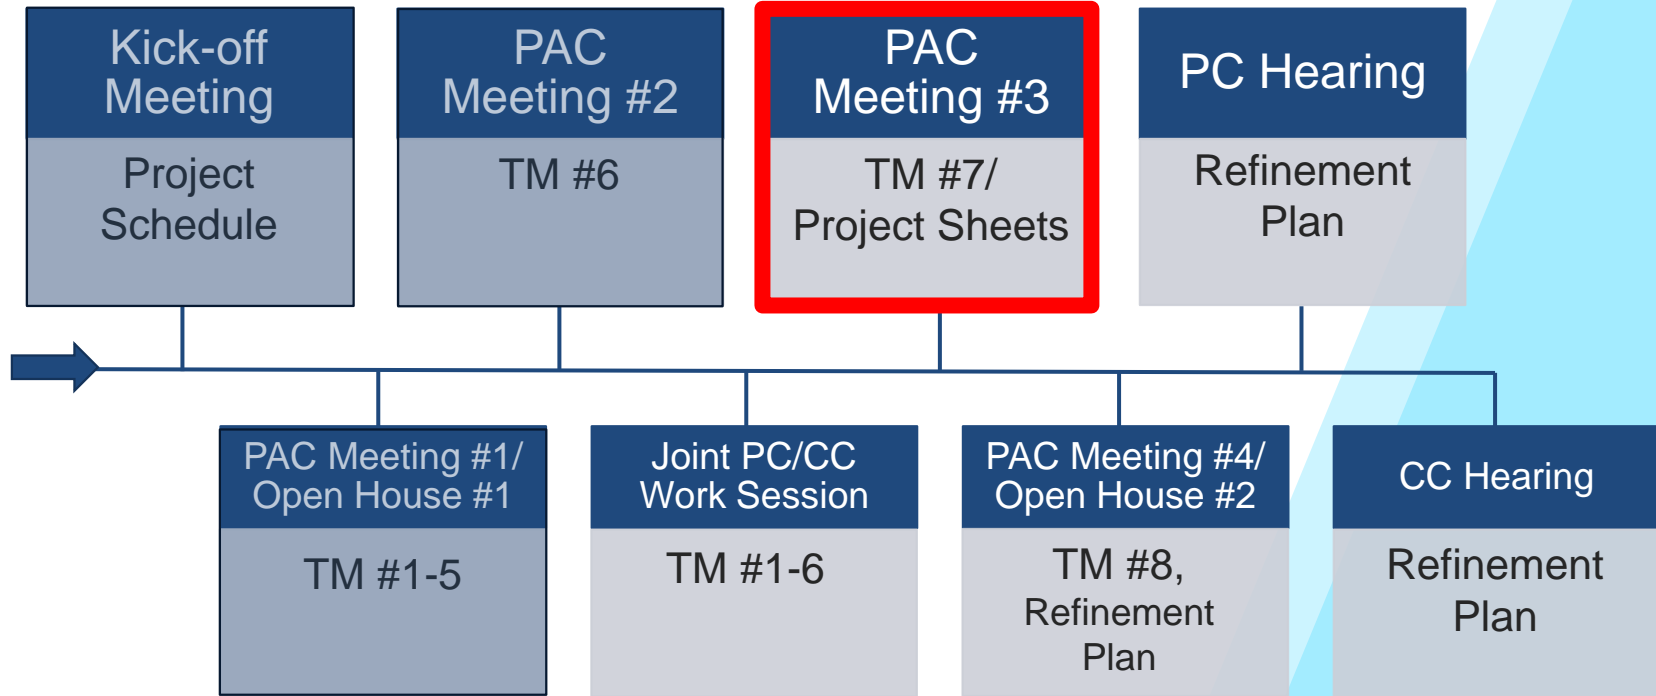 Kick-off
Meeting
Project
Schedule
PAC
Meeting #2
TM #6
PAC
Meeting #3
TM #7/
Project Sheets
PC Hearing
Refinement
Plan
PAC Meeting #1/
Open House #1
TM #1-5
Joint PC/CC
Work Session
TM #1-6
PAC Meeting #4/
Open House #2
TM #8,
Refinement
Plan
CC Hearing
Refinement
Plan